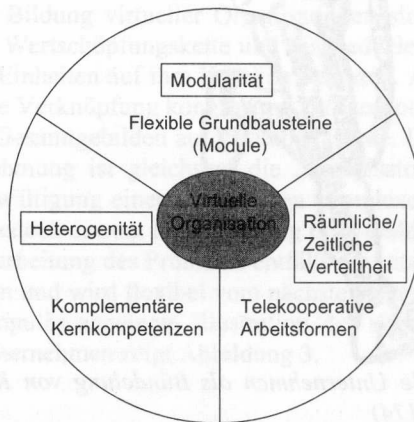 Modularität
Flexible Grundbausteine
(Module)
Virtuelle
Organisation
Heterogenität
Räumliche/
Zeitliche
Verteiltheit
Komplementäre
Kernkompetenzen
Telekooperative
Arbeitsformen